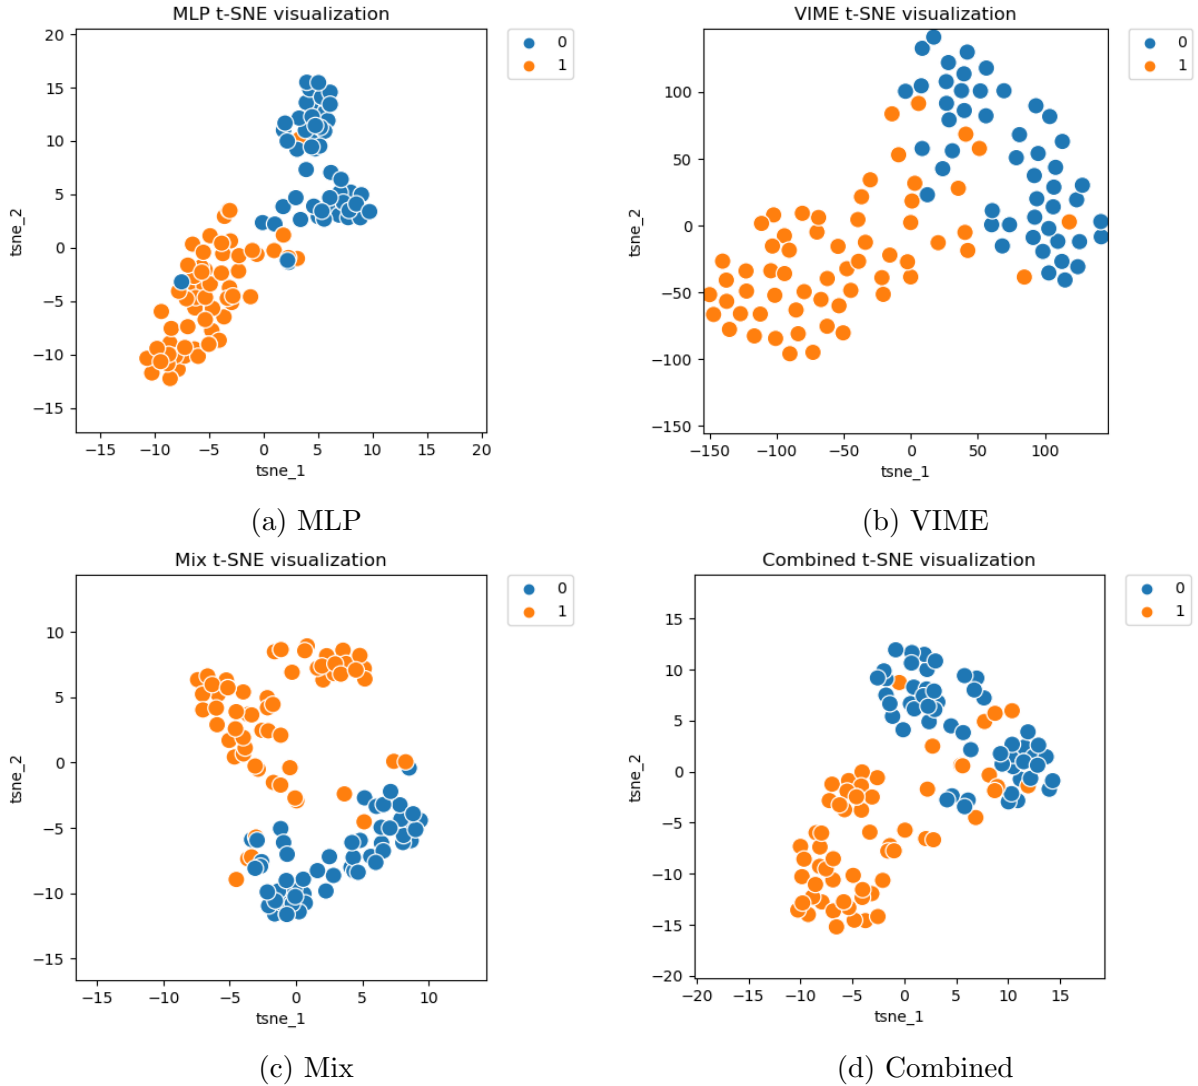 MLP t-SNE visualization
0
1
20
15
10
5
0
−5
−10
−15
tsne_2
−15 −10 −5 0 5 10 15 20
tsne_1
(a) MLP
VIME t-SNE visualization
0
1
100
50
0
−50
−100
−150
tsne_2
−150 −100 −50 0 50 100
tsne_1
(b) VIME
Mix t-SNE visualization
0
1
10
5
0
−5
−10
−15
tsne_2
−15 −10 −5 0 5 10
tsne_1
(c) Mix
Combined t-SNE visualization
0
1
15
10
5
0
−5
−10
−15
−20
tsne_2
−20 −15 −10 −5 0 5 10 15
tsne_1
(d) Combined